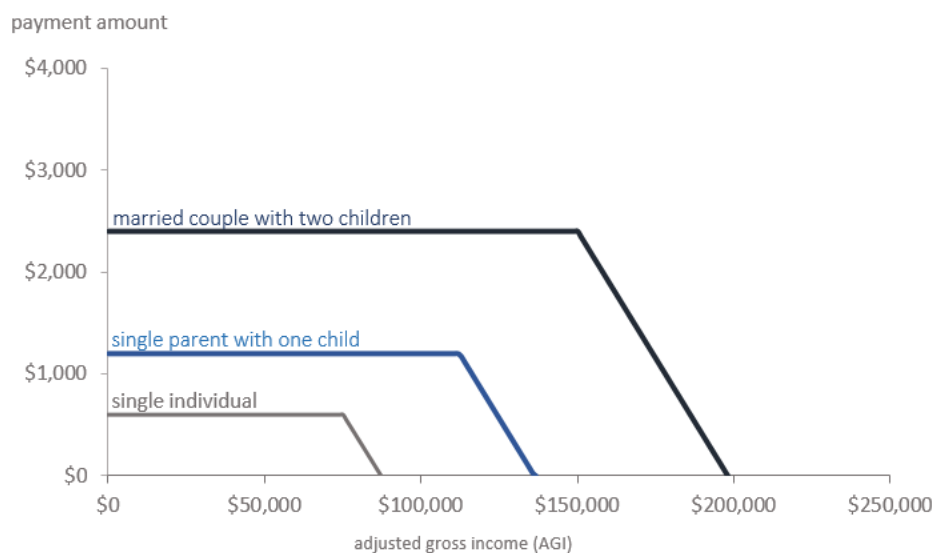 payment amount
$4,000
$3,000
married couple with two children
$2,000
single parent with one child
$1,000
single individual
$0
$0 $50,000 $100,000 $150,000 $200,000 $250,000
adjusted gross income (AGI)